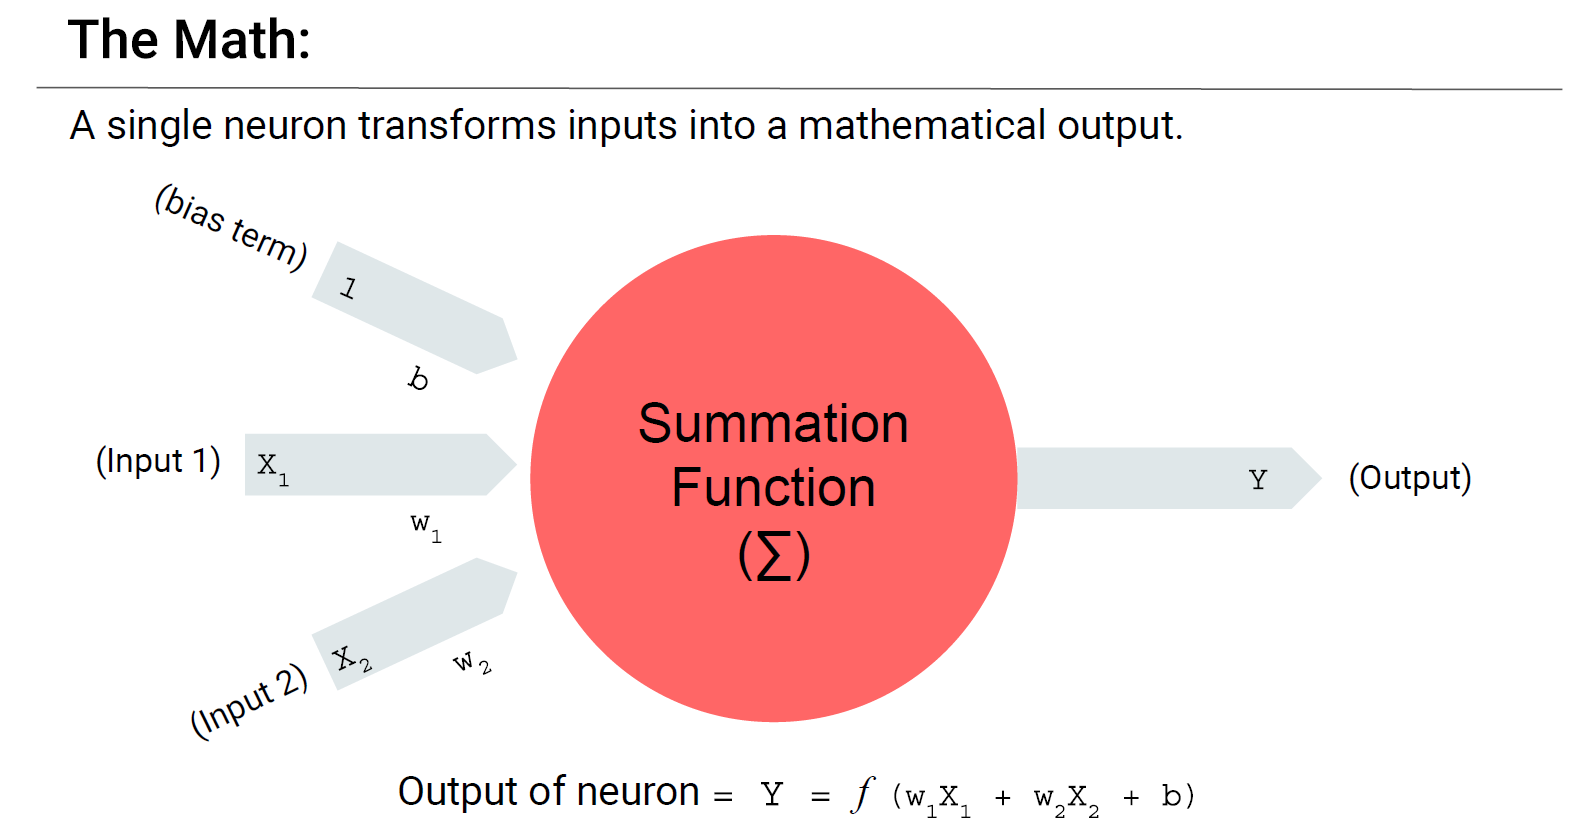 The Math:
A single neuron transforms inputs into a mathematical output.
(bias term)
1
b
(Input 1)
X₁
w₁
(Input 2)
X₂
w₂
Summation
Function
(∑)
Y
(Output)
Output of neuron = Y = f (w₁X₁ + w₂X₂ + b)